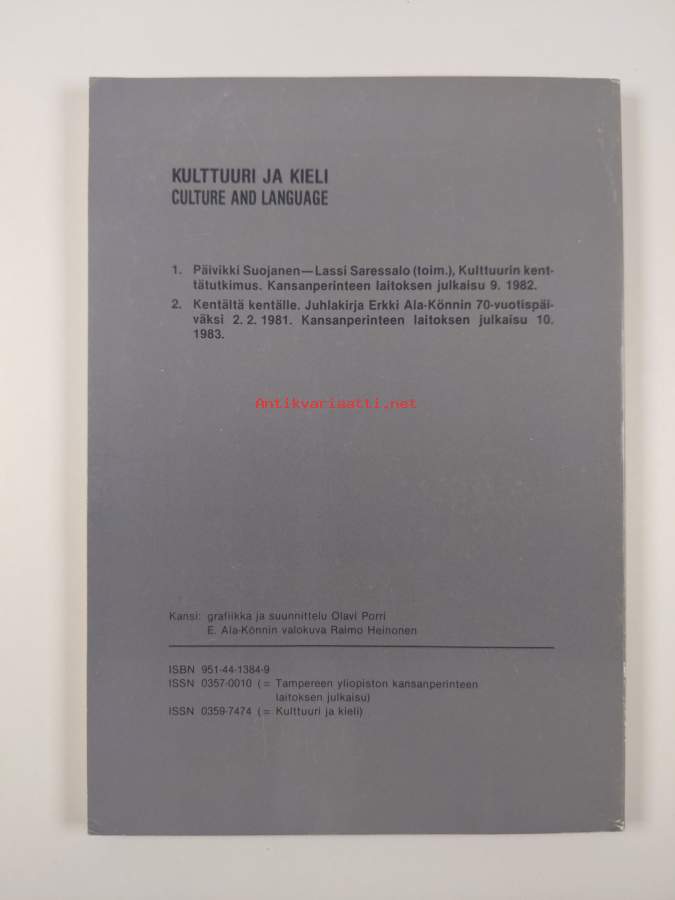 KULTTUURI JA KIELI
CULTURE AND LANGUAGE
1. Päivikki Suojanen—Lassi Saressalo (toim.), Kulttuurin kent-
tätutkimus. Kansanperinteen laitoksen julkaisu 9. 1982.
2. Kentältä kentälle. Juhlakirja Erkki Ala-Könnin 70-vuotispäi-
väksi 2. 2. 1981. Kansanperinteen laitoksen julkaisu 10.
1983.
Antikvariaatti.net
Kansi: grafiikka ja suunnittelu Olavi Porri
E. Ala-Könnin valokuva Raimo Heinonen
ISBN 951-44-1384-9
ISSN 0357-0010 (= Tampereen yliopiston kansanperinteen
laitoksen julkaisu)
ISSN 0359-7474 (= Kulttuuri ja kieli)